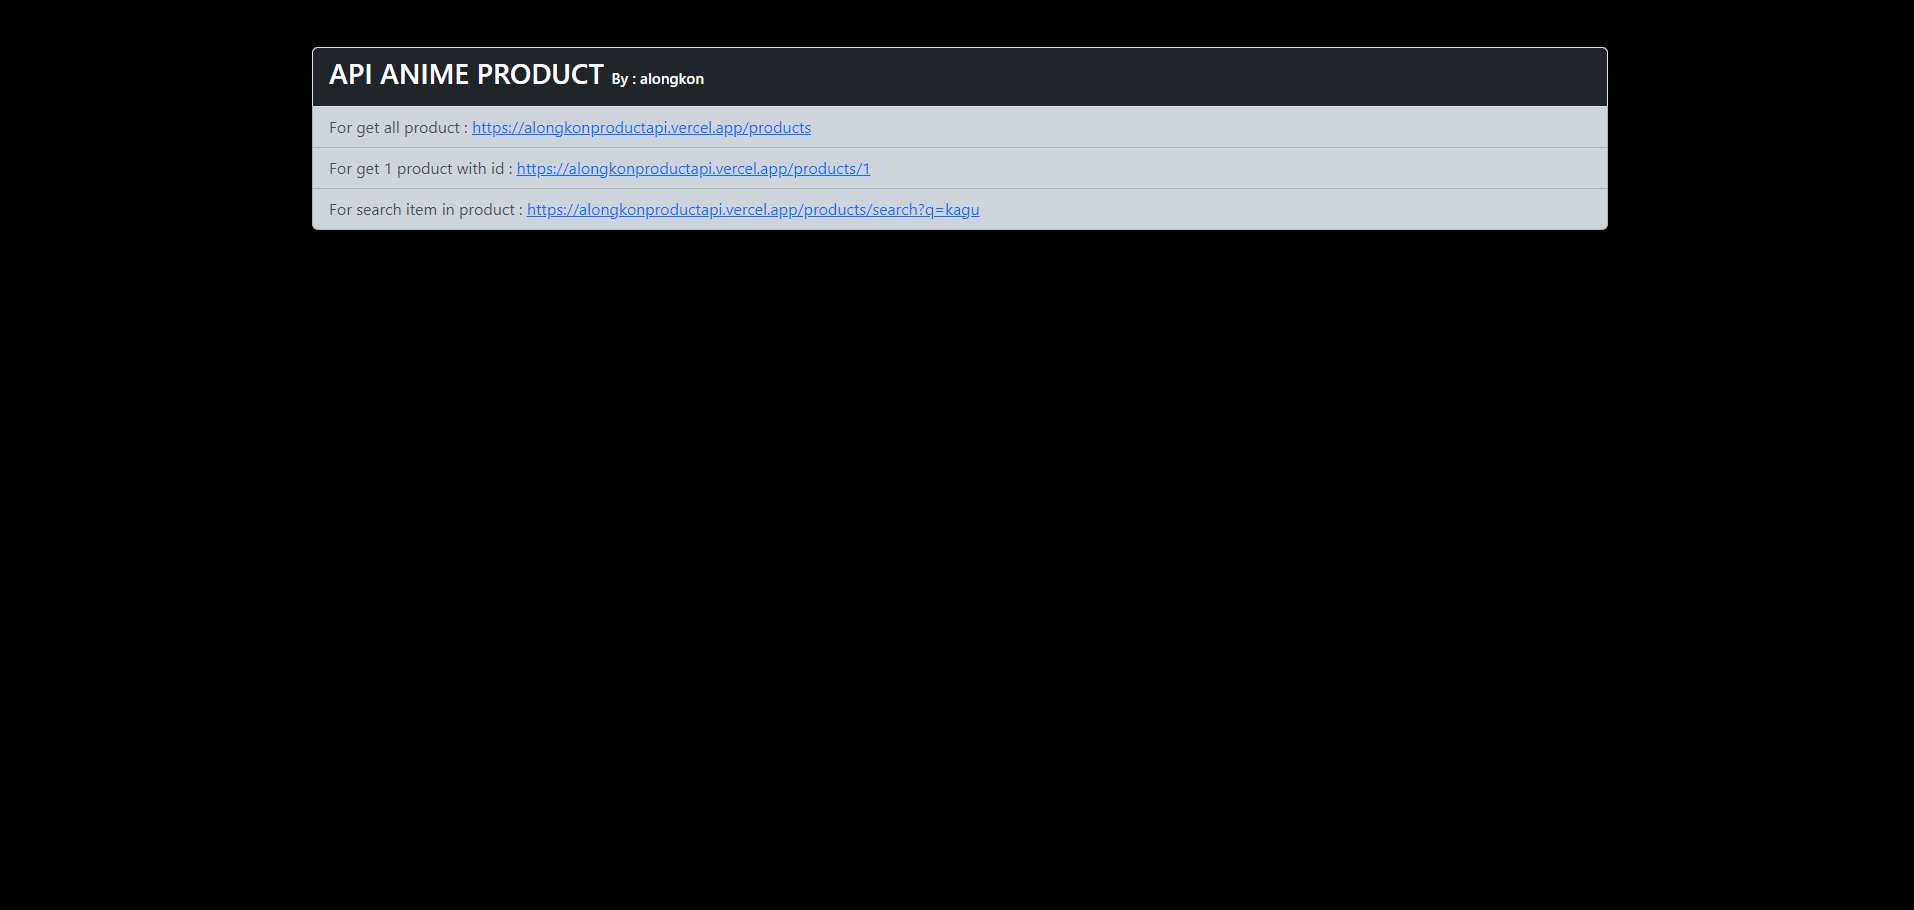 API ANIME PRODUCT By : alongkon
For get all product : https://alongkonproductapi.vercel.app/products
For get 1 product with id : https://alongkonproductapi.vercel.app/products/1
For search item in product : https://alongkonproductapi.vercel.app/products/search?q=kagu